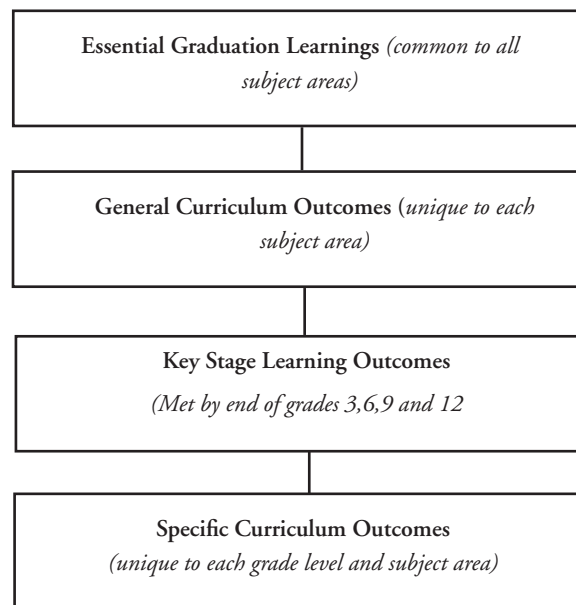 Essential Graduation Learnings (common to all
subject areas)
General Curriculum Outcomes (unique to each
subject area)
Key Stage Learning Outcomes
(Met by end of grades 3,6,9 and 12
Specific Curriculum Outcomes
(unique to each grade level and subject area)